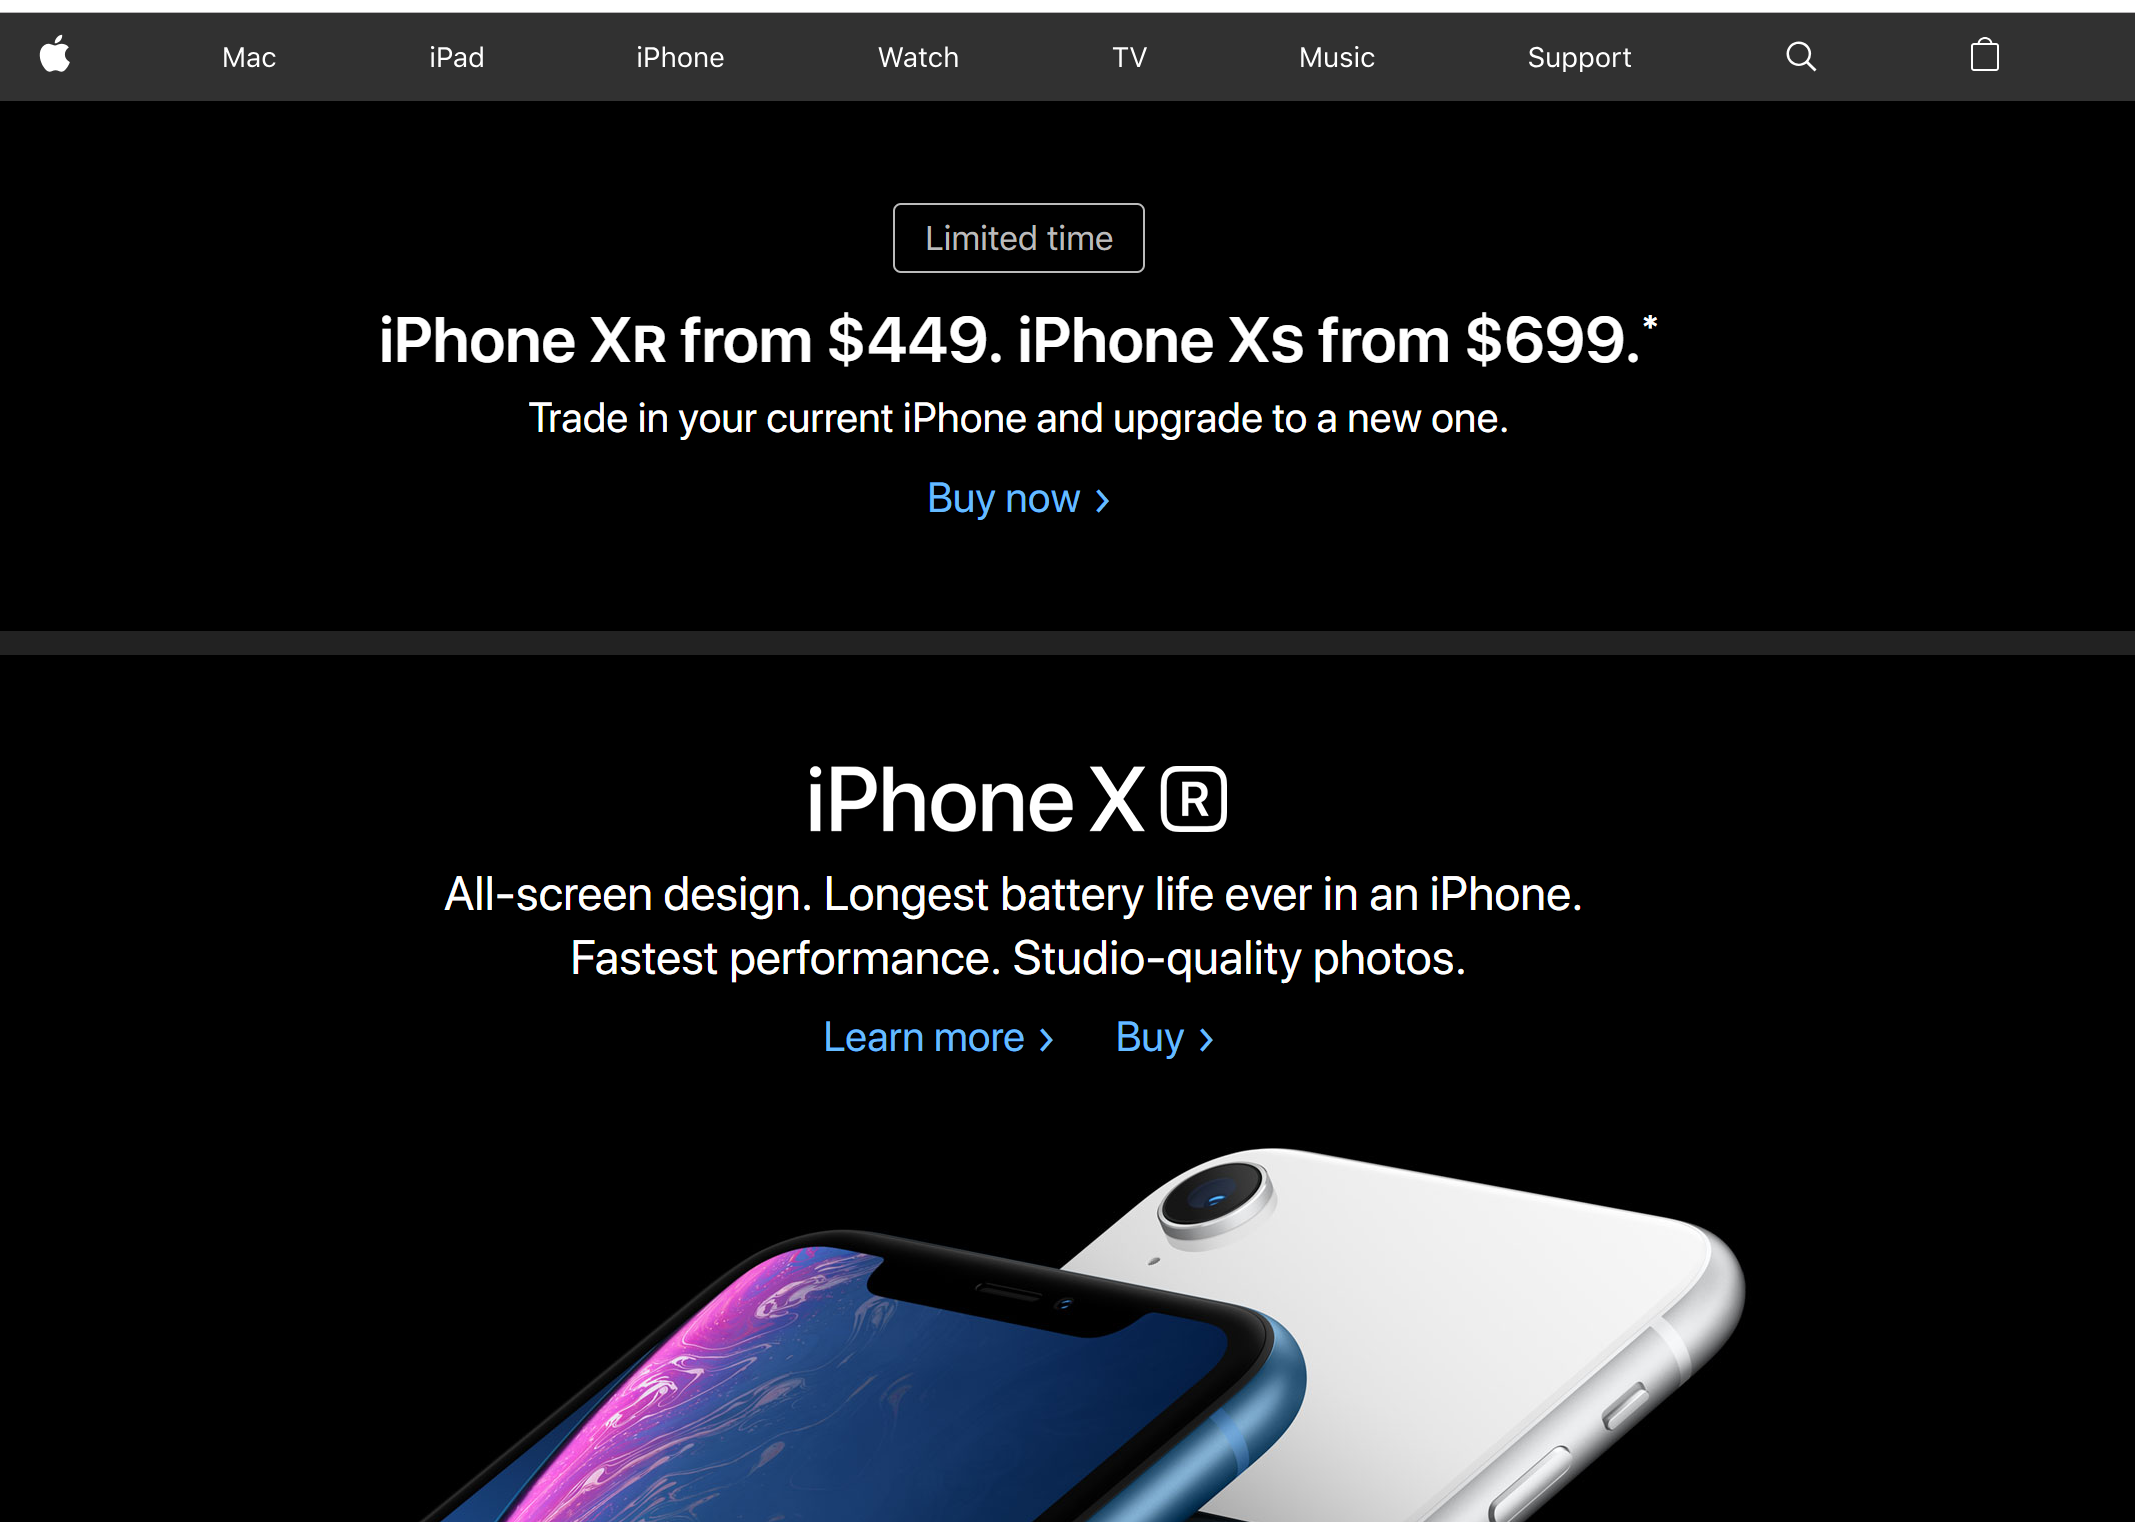 Mac iPad iPhone Watch TV Music Support
Limited time
iPhone XR from $449. iPhone XS from $699.*
Trade in your current iPhone and upgrade to a new one.
Buy now >
iPhone XR
All-screen design. Longest battery life ever in an iPhone.
Fastest performance. Studio-quality photos.
Learn more > Buy >